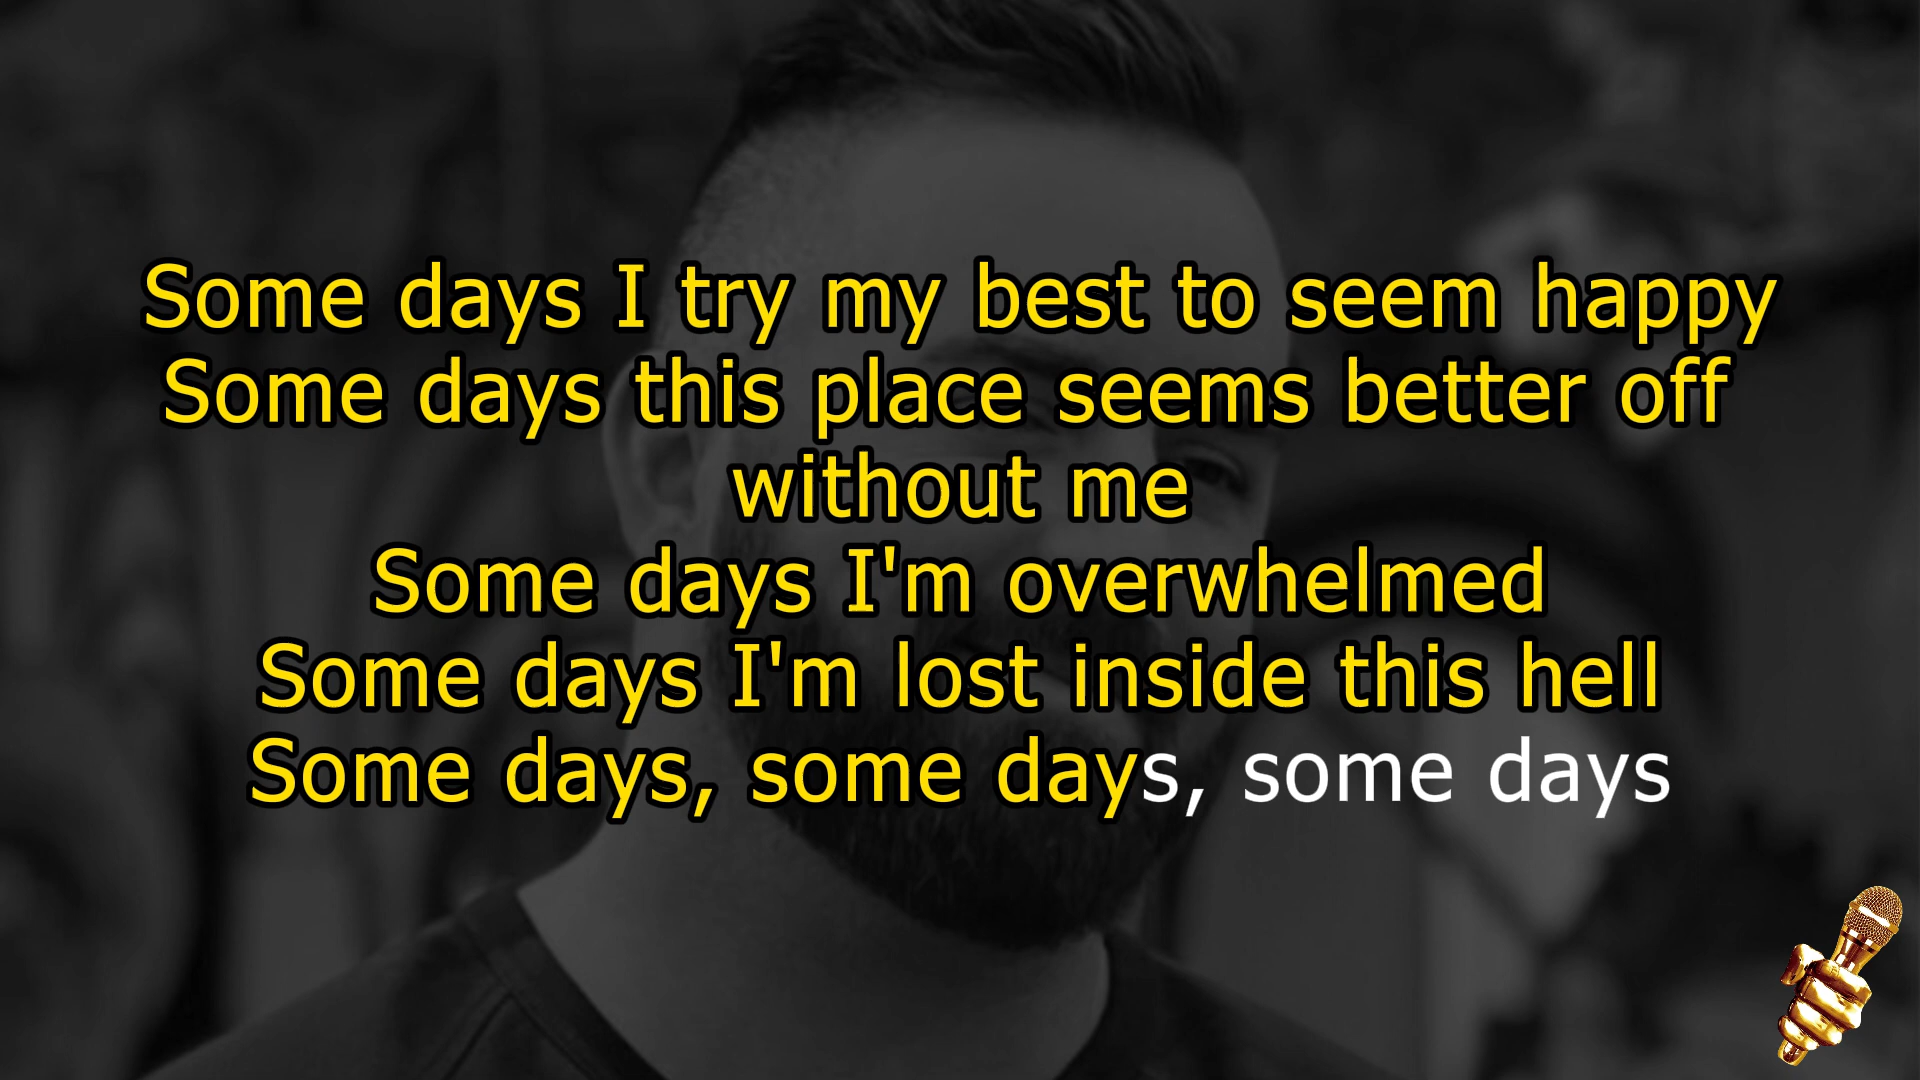 Some days I try my best to seem happy
Some days this place seems better off
without me
Some days I'm overwhelmed
Some days I'm lost inside this hell
Some days, some days, some days